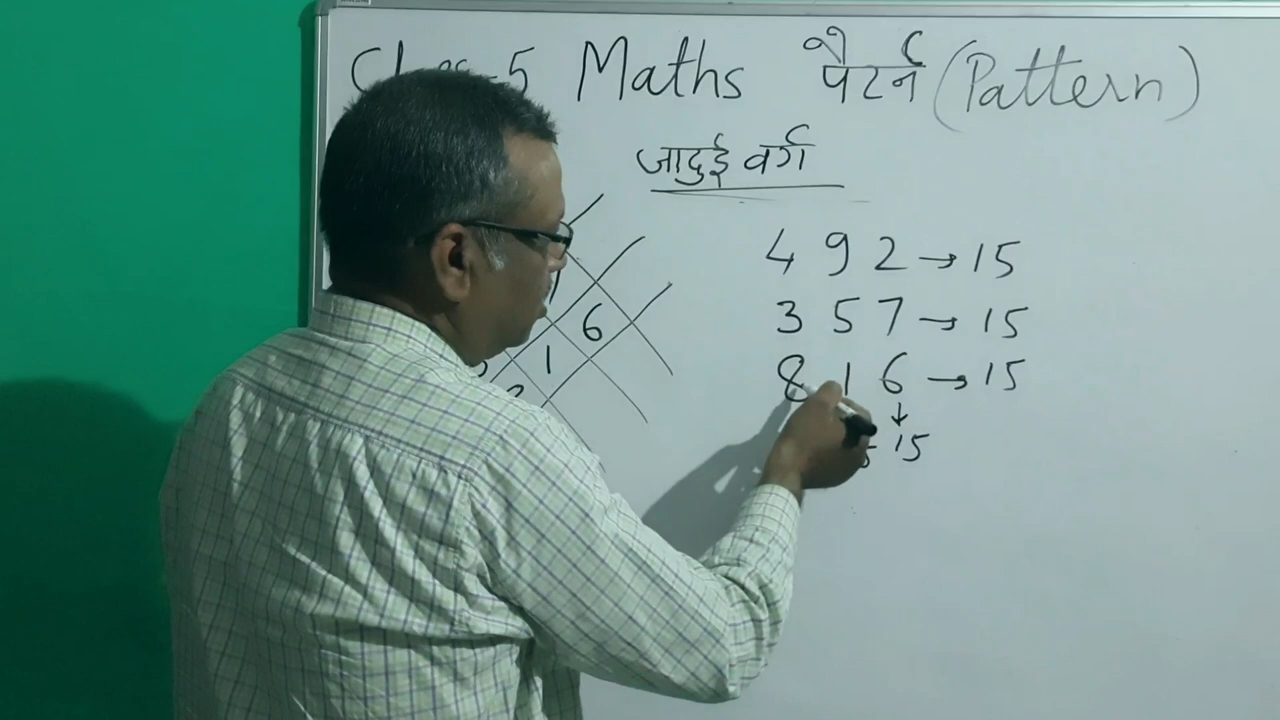 Class-5 Maths पैटर्न (Pattern)
जादुई वर्ग
4 9 2 → 15
3 5 7 → 15
8 1 6 → 15
↓
15
6
1